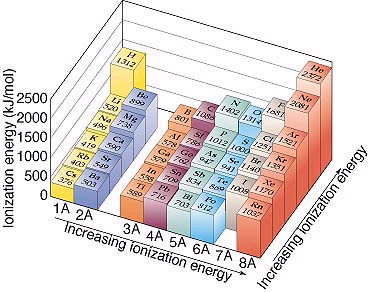 Ionization energy (kJ/mol)
2500
2000
1500
1000
500
0
H
1312
He
2372
Li
520
Be
899
B
801
C
1086
N
1402
O
1314
F
1681
Ne
2081
Na
496
Mg
738
Al
578
Si
786
1012
S
Cl
1251
Ar
1521
K
419
Ca
590
579
Ge
As
947
Se
941
Br
1140
Kr
1351
Rb
403
Sr
549
In
558
Sn
Sb
834
Te
869
1008
Xe
1170
Cs
376
Ba
503
Tl
589
Pb
716
Bi
703
Po
812
Rn
1037
1A 2A 3A 4A 5A 6A 7A 8A
Increasing ionization energy
Increasing ionization energy